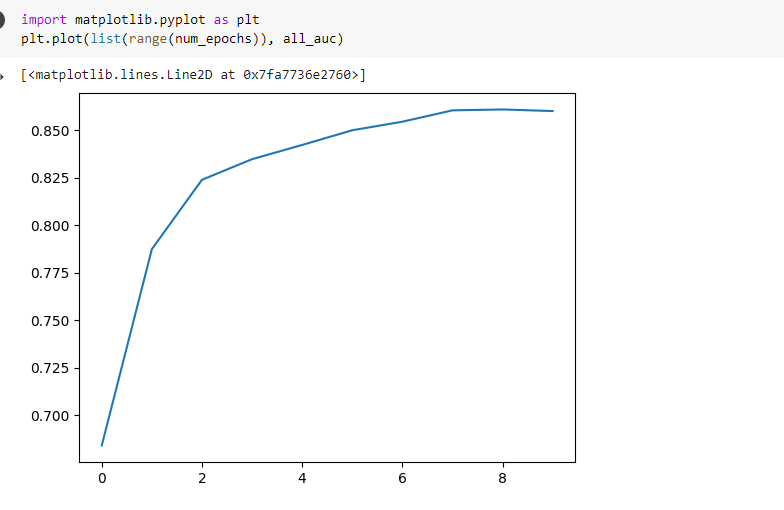 import matplotlib.pyplot as plt
plt.plot(list(range(num_epochs)), all_auc)
[<matplotlib.lines.Line2D at 0x7fa7736e2760>]
0.850
0.825
0.800
0.775
0.750
0.725
0.700
0 2 4 6 8